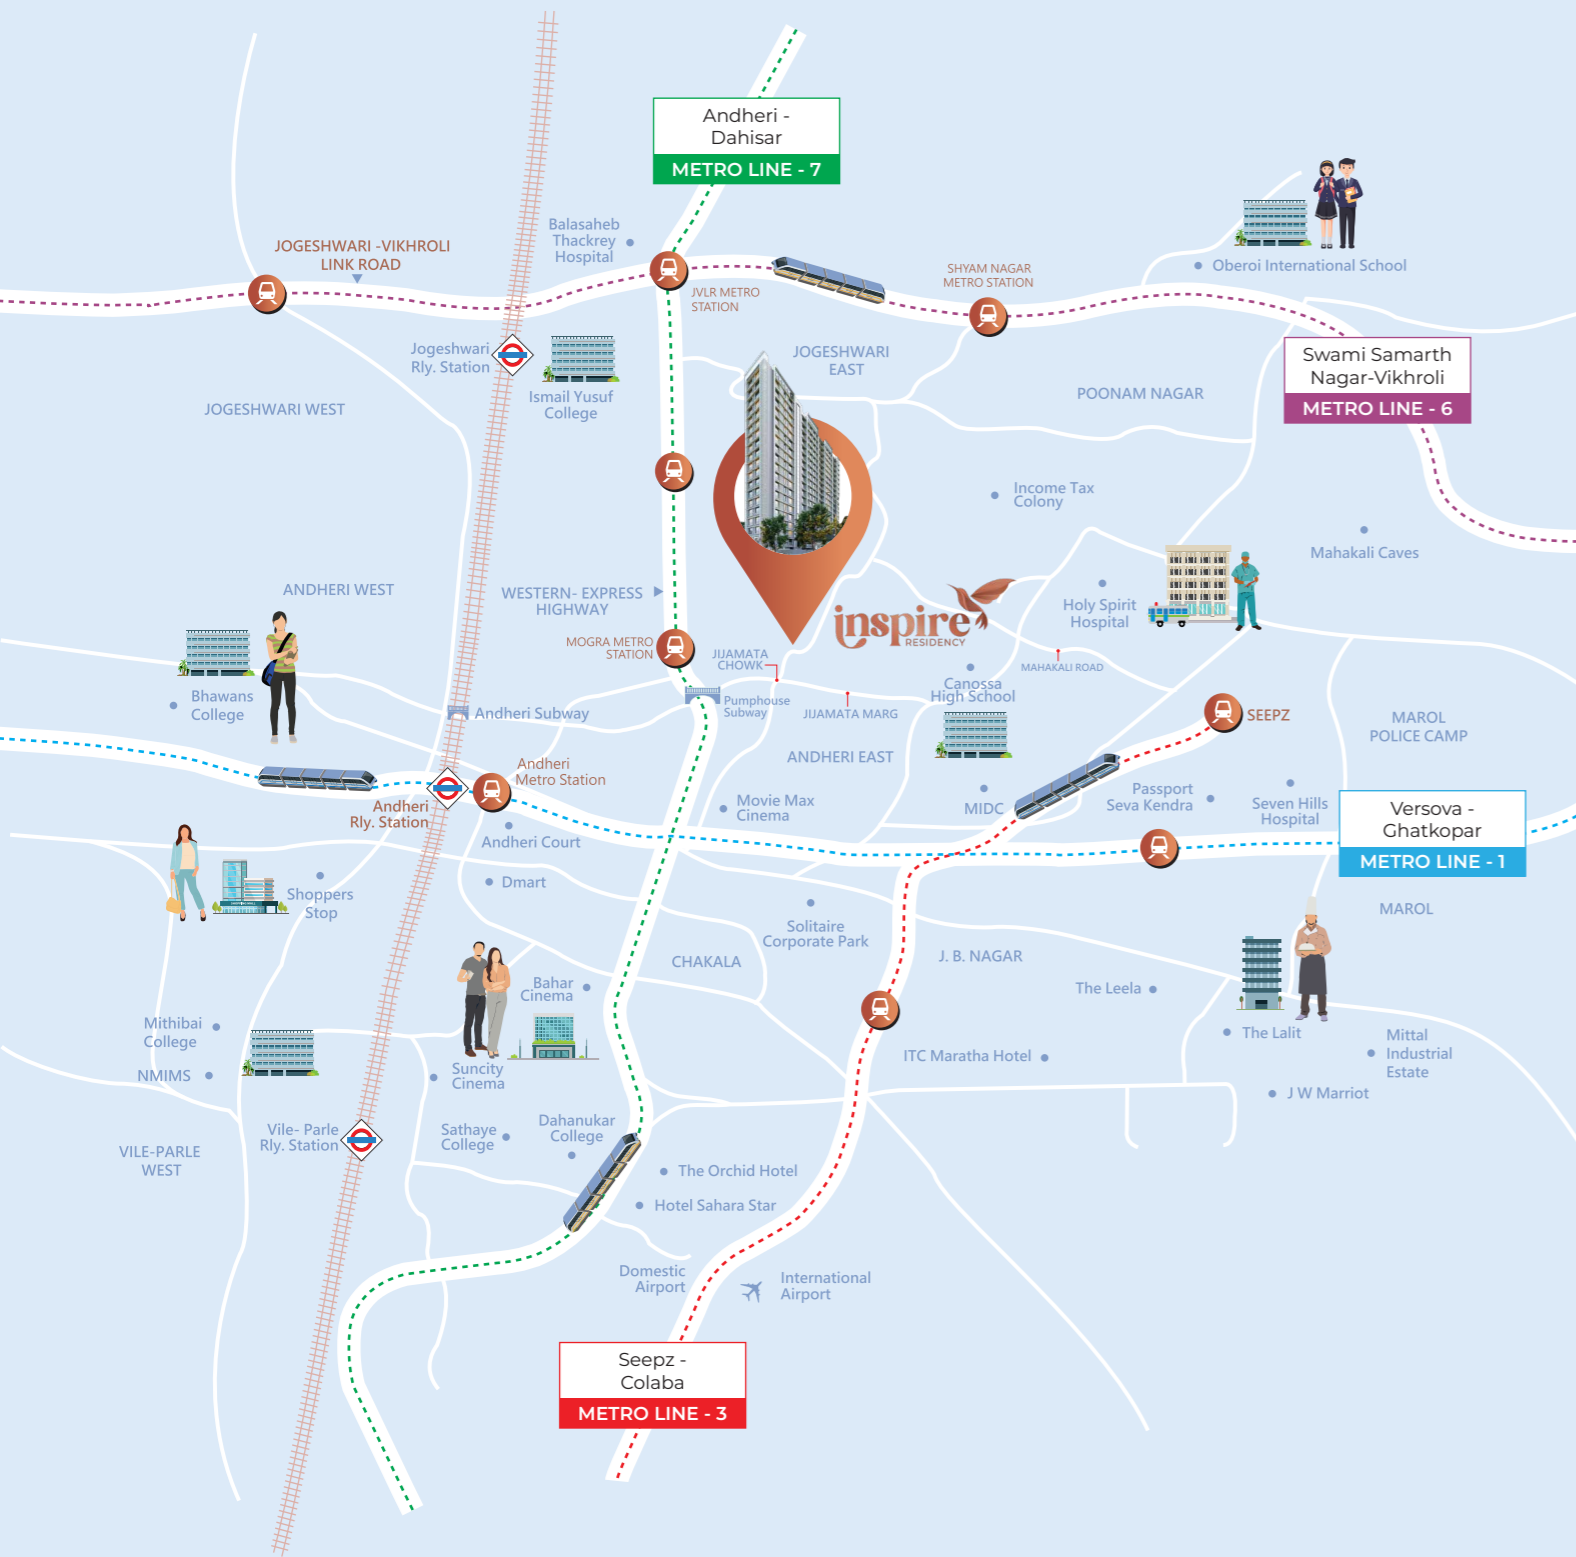 Andheri -
Dahisar
METRO LINE - 7
Balasaheb
Thackrey
Hospital
JOGESHWARI -VIKHROLI
LINK ROAD
JVLR METRO
STATION
SHYAM NAGAR
METRO STATION
Oberoi International School
Jogeshwari
Rly. Station
Ismail Yusuf
College
JOGESHWARI
EAST
Swami Samarth
Nagar-Vikhroli
METRO LINE - 6
JOGESHWARI WEST
POONAM NAGAR
Income Tax
Colony
Mahakali Caves
ANDHERI WEST
WESTERN- EXPRESS
HIGHWAY
inspire
RESIDENCY
Holy Spirit
Hospital
MOGRA METRO
STATION
JIJAMATA
CHOWK
MAHAKALI ROAD
Canossa
High School
Bhawans
College
Andheri Subway
Pumphouse
Subway
JIJAMATA MARG
SEEPZ
MAROL
POLICE CAMP
ANDHERI EAST
Andheri
Metro Station
Andheri
Rly. Station
Movie Max
Cinema
MIDC
Passport
Seva Kendra
Seven Hills
Hospital
Versova -
Ghatkopar
METRO LINE - 1
Andheri Court
Dmart
Shoppers
Stop
SHOPPING MALL
Solitaire
Corporate Park
MAROL
CHAKALA
J. B. NAGAR
Bahar
Cinema
The Leela
Mithibai
College
The Lalit
Mittal
Industrial
Estate
NMIMS
Suncity
Cinema
ITC Maratha Hotel
J W Marriot
Vile- Parle
Rly. Station
Sathaye
College
Dahanukar
College
VILE-PARLE
WEST
The Orchid Hotel
Hotel Sahara Star
Domestic
Airport
International
Airport
Seepz -
Colaba
METRO LINE - 3